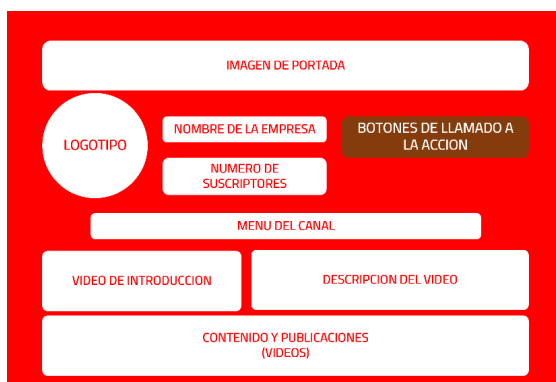 IMAGEN DE PORTADA
LOGOTIPO
NOMBRE DE LA EMPRESA
BOTONES DE LLAMADO A
LA ACCION
NUMERO DE
SUSCRIPTORES
MENU DEL CANAL
VIDEO DE INTRODUCCION
DESCRIPCION DEL VIDEO
CONTENIDO Y PUBLICACIONES
(VIDEOS)